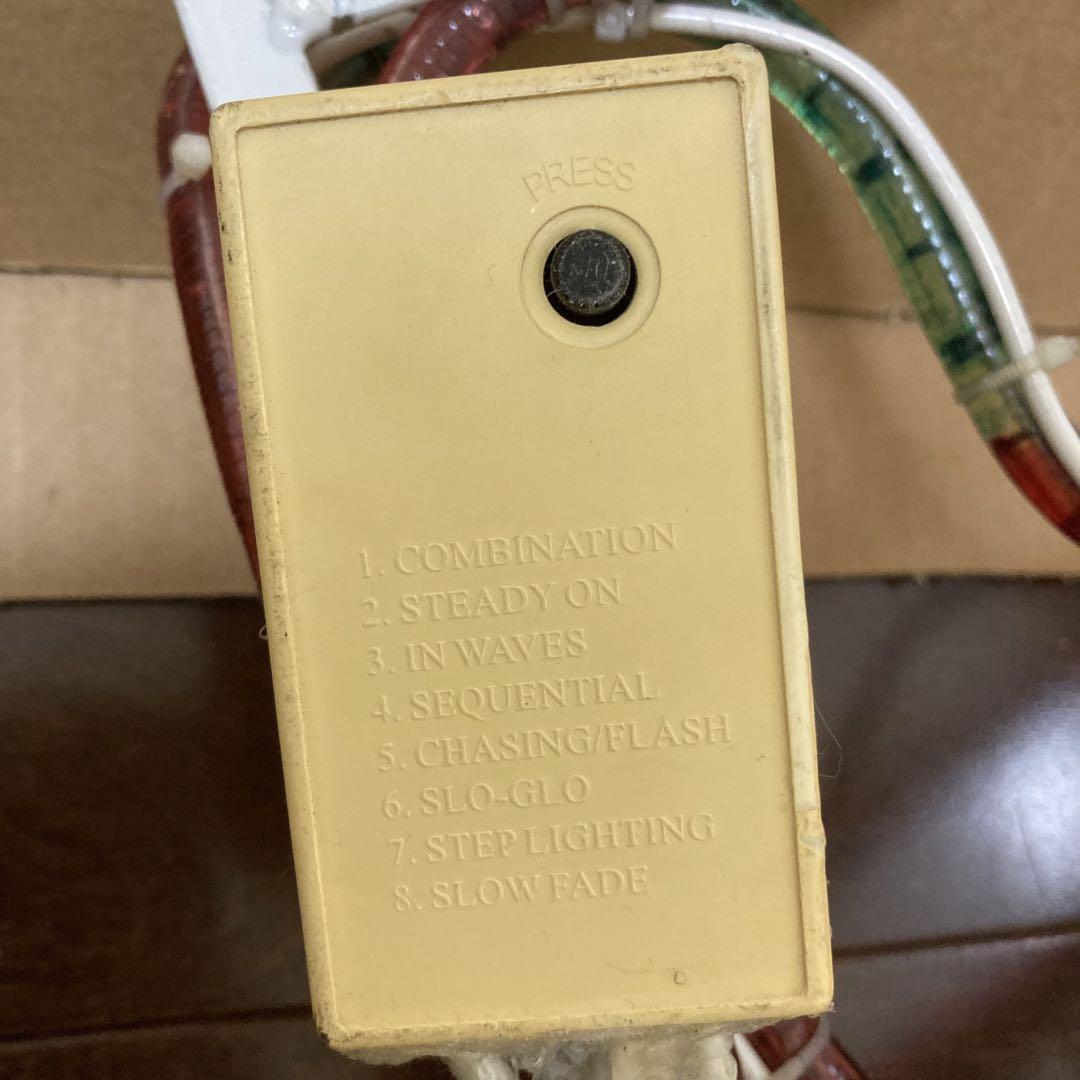 PRESS
1. COMBINATION
2. STEADY ON
3. IN WAVES
4. SEQUENTIAL
5. CHASING/FLASH
6. SLO-GLO
7. STEP LIGHTING
8. SLOW FADE